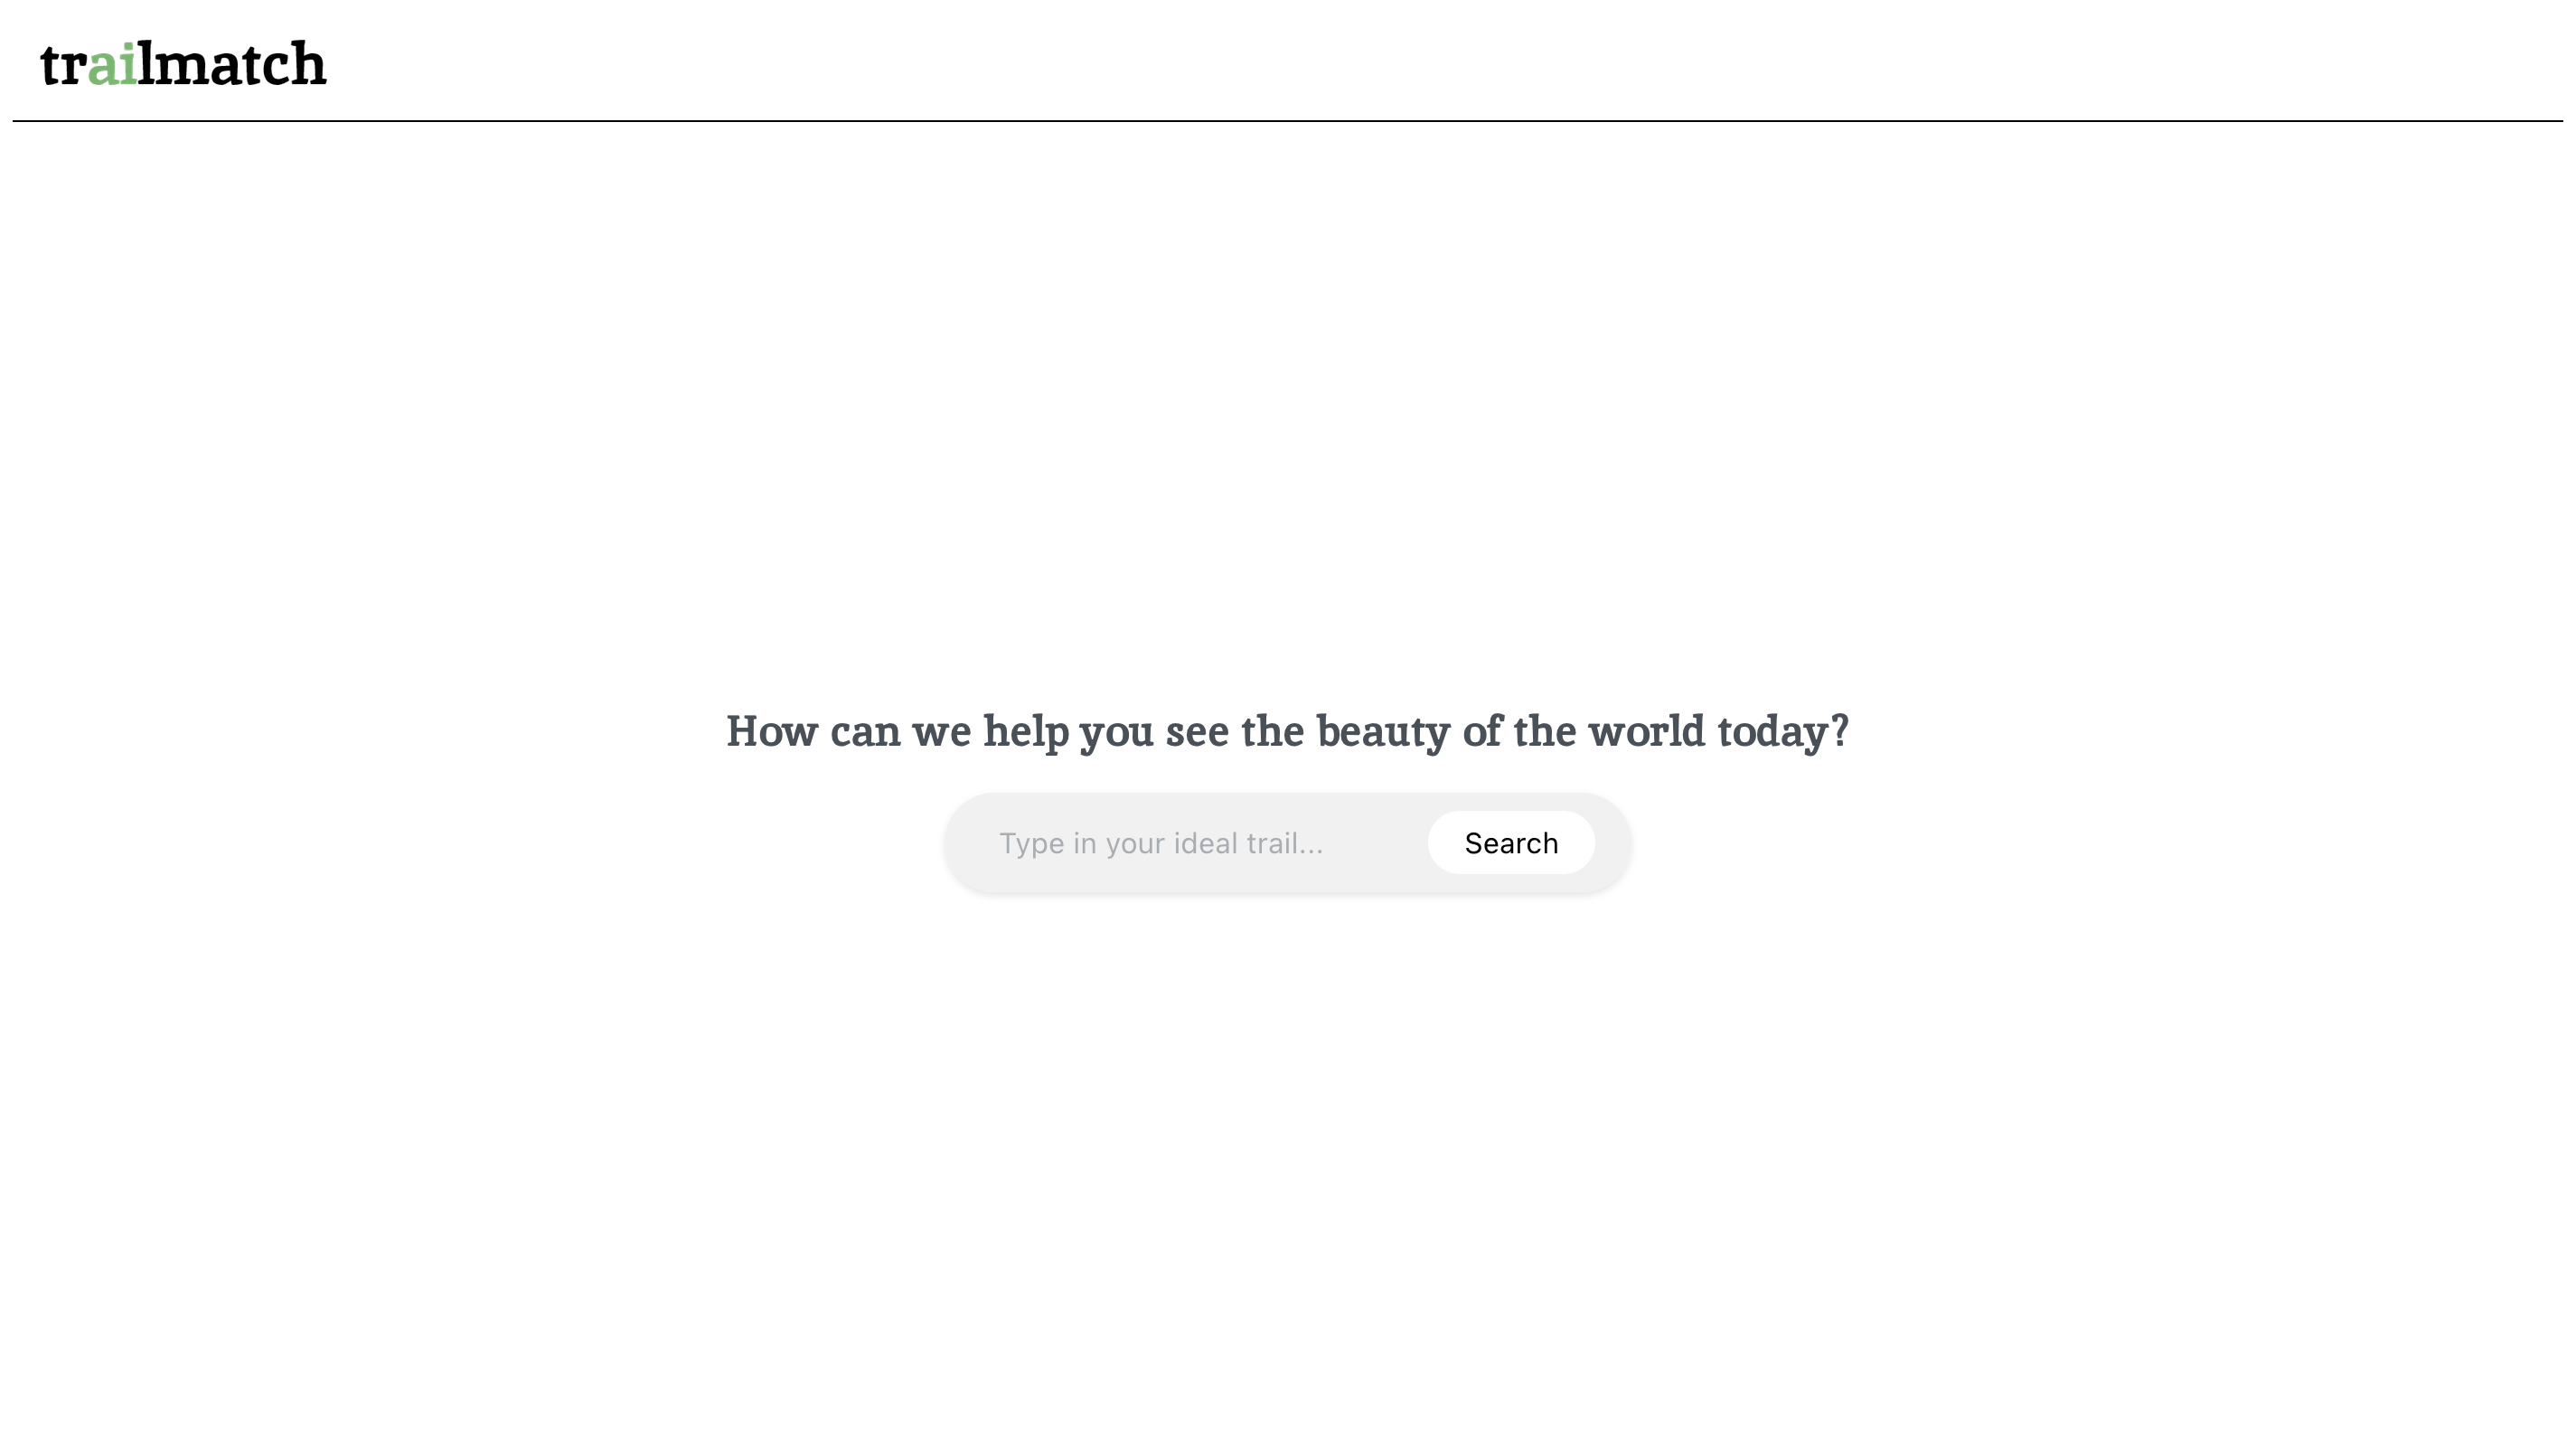 trailmatch
How can we help you see the beauty of the world today?
Type in your ideal trail... Search